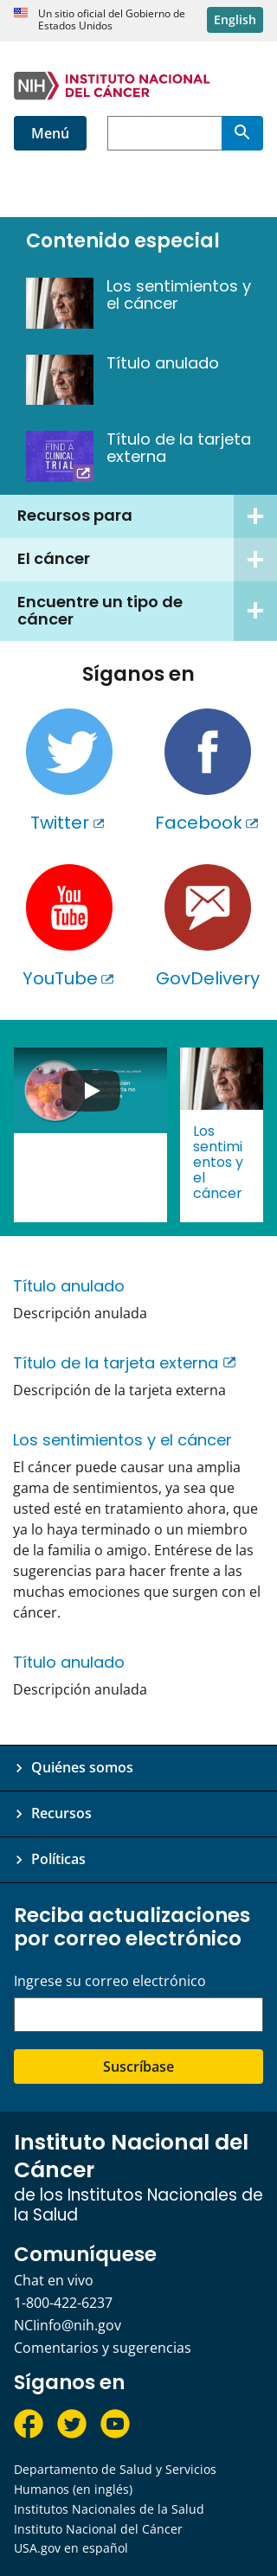 Un sitio oficial del Gobierno de
Estados Unidos
English
NIH
INSTITUTO NACIONAL
DEL CÁNCER
Menú
Contenido especial
Los sentimientos y
el cáncer
Título anulado
FIND A
CLINICAL
TRIAL
Título de la tarjeta
externa
Recursos para
El cáncer
Encuentre un tipo de
cáncer
Síganos en
Twitter
Facebook
You
Tube
YouTube
GovDelivery
Los
sentimi
entos y
el
cáncer
Título anulado
Descripción anulada
Título de la tarjeta externa
Descripción de la tarjeta externa
Los sentimientos y el cáncer
El cáncer puede causar una amplia
gama de sentimientos, ya sea que
usted esté en tratamiento ahora, que
ya lo haya terminado o un miembro
de la familia o amigo. Entérese de las
sugerencias para hacer frente a las
muchas emociones que surgen con el
cáncer.
Título anulado
Descripción anulada
Quiénes somos
Recursos
Políticas
Reciba actualizaciones
por correo electrónico
Ingrese su correo electrónico
Suscríbase
Instituto Nacional del
Cáncer
de los Institutos Nacionales de
la Salud
Comuníquese
Chat en vivo
1-800-422-6237
NCIinfo@nih.gov
Comentarios y sugerencias
Síganos en
Departamento de Salud y Servicios
Humanos (en inglés)
Institutos Nacionales de la Salud
Instituto Nacional del Cáncer
USA.gov en español